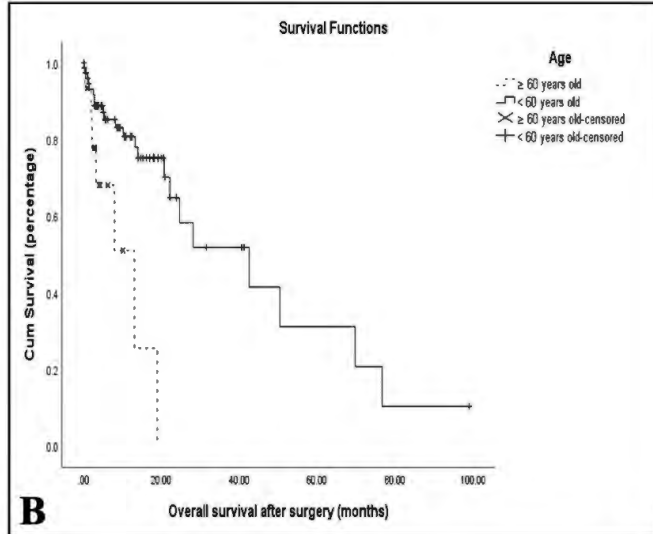 Survival Functions
Age
≥ 60 years old
< 60 years old
≥ 60 years old-censored
< 60 years old-censored
Cum Survival (percentage)
1.0
0.8
0.6
0.4
0.2
0.0
.00 20.00 40.00 60.00 80.00 100.00
Overall survival after surgery (months)
B